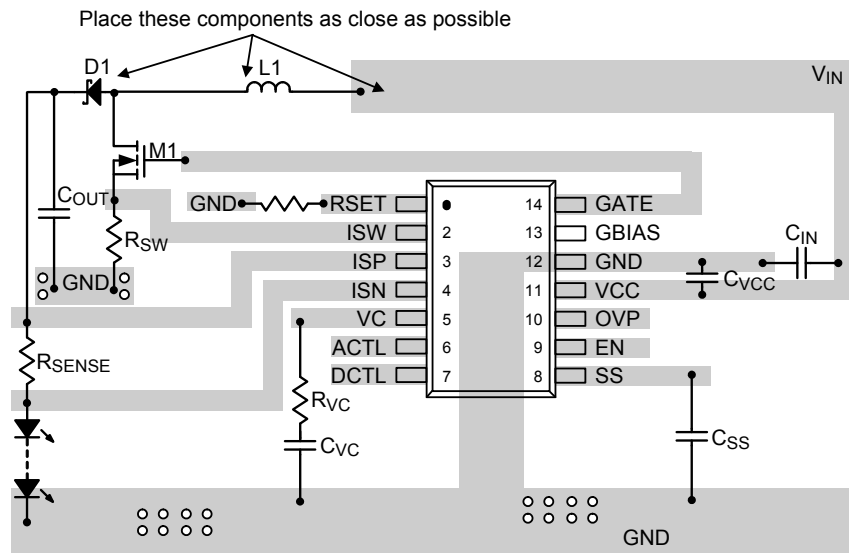 Place these components as close as possible
D1
L1
VIN
M1
COUT
GND
RSET
14
GATE
RSW
ISW
2
13
GBIAS
CIN
ISP
3
12
GND
GND
ISN
4
11
VCC
CVCC
VC
5
10
OVP
RSENSE
ACTL
6
9
EN
DCTL
7
8
SS
RVC
CVC
CSS
GND